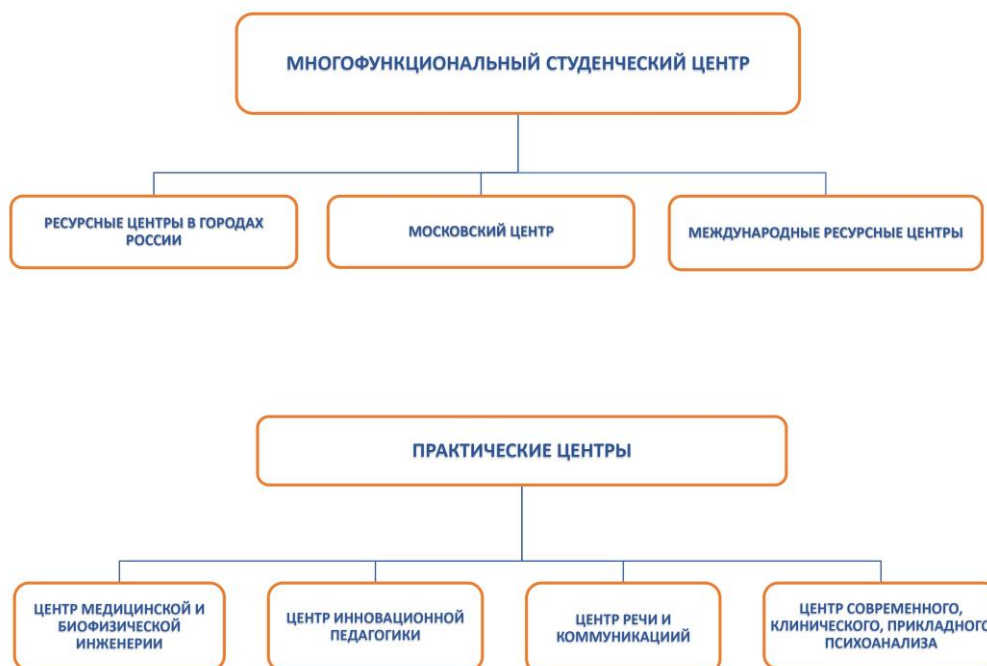 МНОГОФУНКЦИОНАЛЬНЫЙ СТУДЕНЧЕСКИЙ ЦЕНТР
РЕСУРСНЫЕ ЦЕНТРЫ В ГОРОДАХ
РОССИИ
МОСКОВСКИЙ ЦЕНТР
МЕЖДУНАРОДНЫЕ РЕСУРСНЫЕ ЦЕНТРЫ
ПРАКТИЧЕСКИЕ ЦЕНТРЫ
ЦЕНТР МЕДИЦИНСКОЙ И
БИОФИЗИЧЕСКОЙ
ИНЖЕНЕРИИ
ЦЕНТР ИННОВАЦИОННОЙ
ПЕДАГОГИКИ
ЦЕНТР РЕЧИ И
КОММУНИКАЦИИЙ
ЦЕНТР СОВРЕМЕННОГО,
КЛИНИЧЕСКОГО, ПРИКЛАДНОГО
ПСИХОАНАЛИЗА